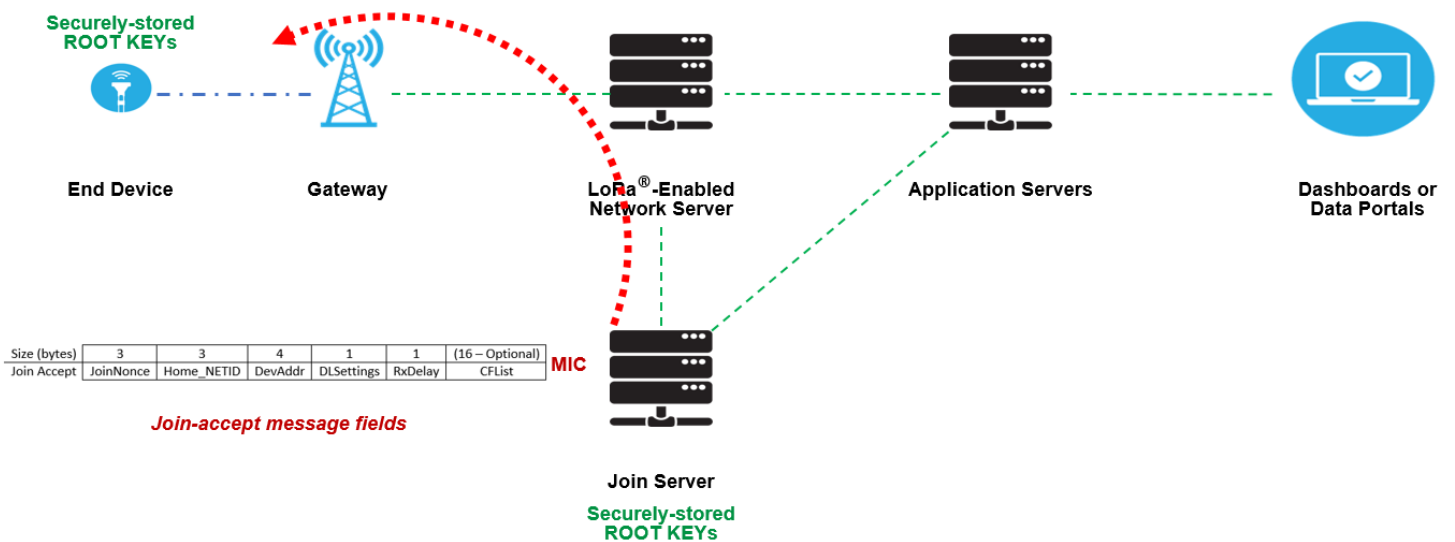 Securely-stored
ROOT KEYs
End Device
Gateway
LoRa®-Enabled
Network Server
Application Servers
Dashboards or
Data Portals
Size (bytes) 3 3 4 1 1 (16 – Optional)
Join Accept JoinNonce Home_NETID DevAddr DLSettings RxDelay CFList
MIC
Join-accept message fields
Join Server
Securely-stored
ROOT KEYs